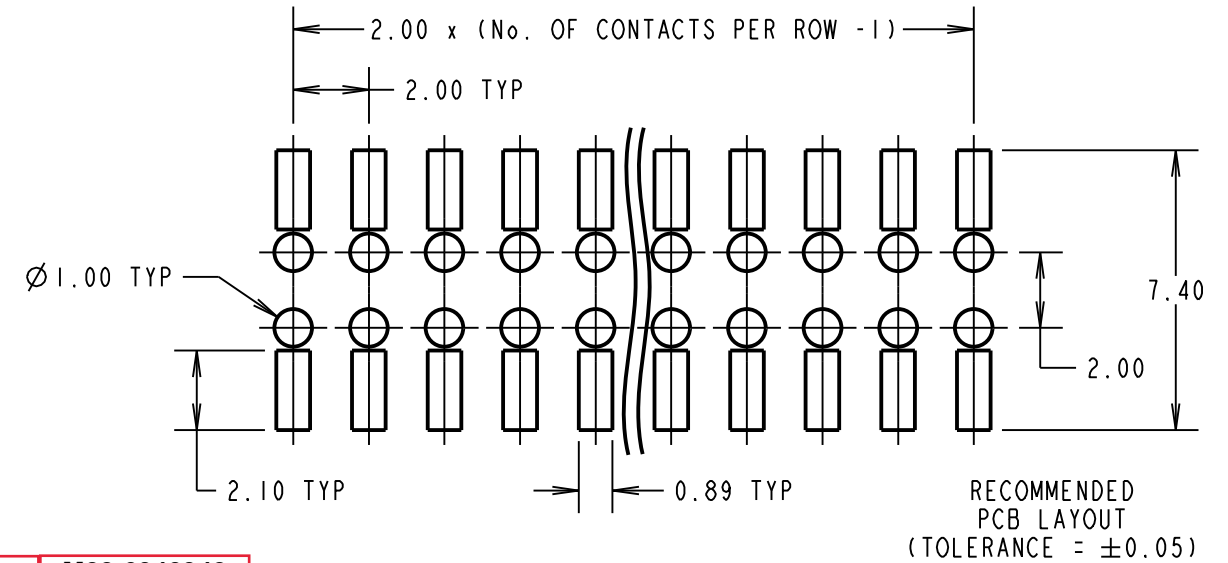 2.00 x (No. OF CONTACTS PER ROW -1)
2.00 TYP
Ø1.00 TYP
7.40
2.00
2.10 TYP
0.89 TYP
RECOMMENDED
PCB LAYOUT
(TOLERANCE = ±0.05)